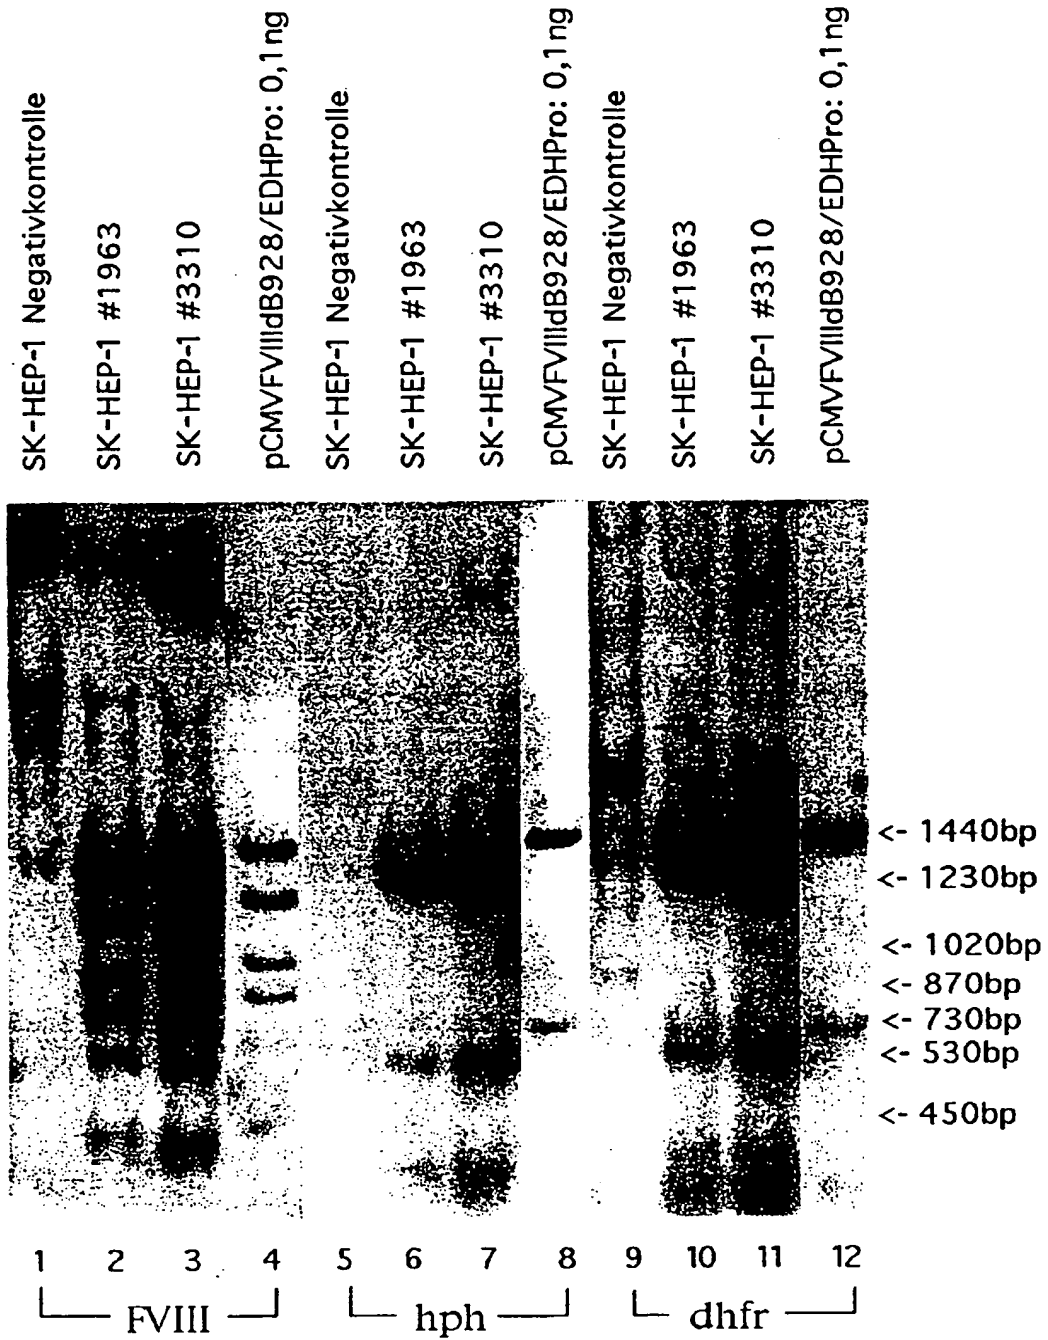 SK-HEP-1 Negativkontrolle
SK-HEP-1 #1963
SK-HEP-1 #3310
pCMVFVIIIdB928/EDHPro: 0,1ng
SK-HEP-1 Negativkontrolle
SK-HEP-1 #1963
SK-HEP-1 #3310
pCMVFVIIIdB928/EDHPro: 0,1ng
SK-HEP-1 Negativkontrolle
SK-HEP-1 #1963
SK-HEP-1 #3310
pCMVFVIIIdB928/EDHPro: 0,1ng
<- 1440bp
<- 1230bp
<- 1020bp
<- 870bp
<- 730bp
<- 530bp
<- 450bp
1 2 3 4 5 6 7 8 9 10 11 12
FVIII hph dhfr